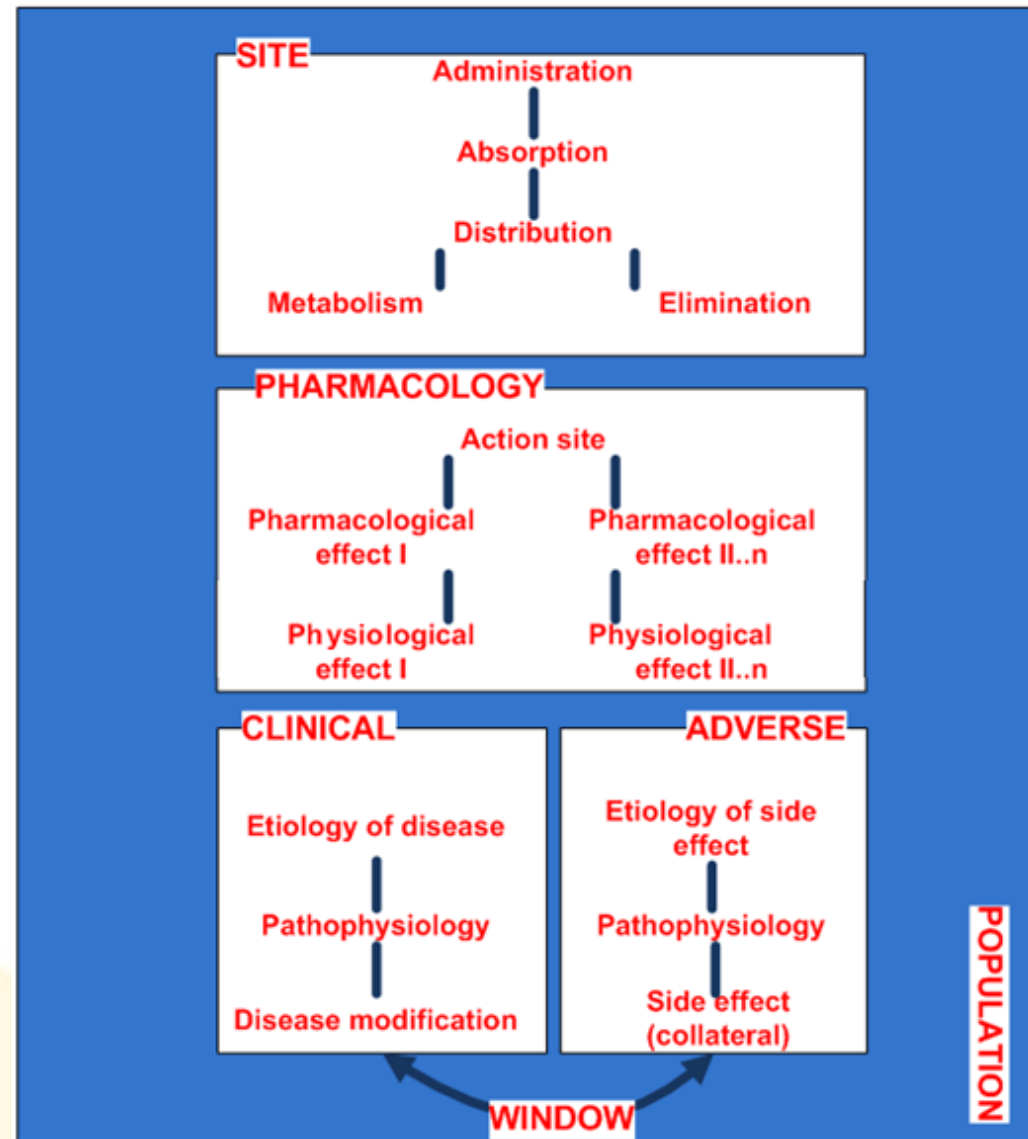 SITE
Administration
Absorption
Distribution
Metabolism
Elimination
PHARMACOLOGY
Action site
Pharmacological
effect I
Pharmacological
effect II..n
Physiological
effect I
Physiological
effect II..n
CLINICAL
Etiology of disease
Pathophysiology
Disease modification
ADVERSE
Etiology of side
effect
Pathophysiology
Side effect
(collateral)
WINDOW
POPULATION